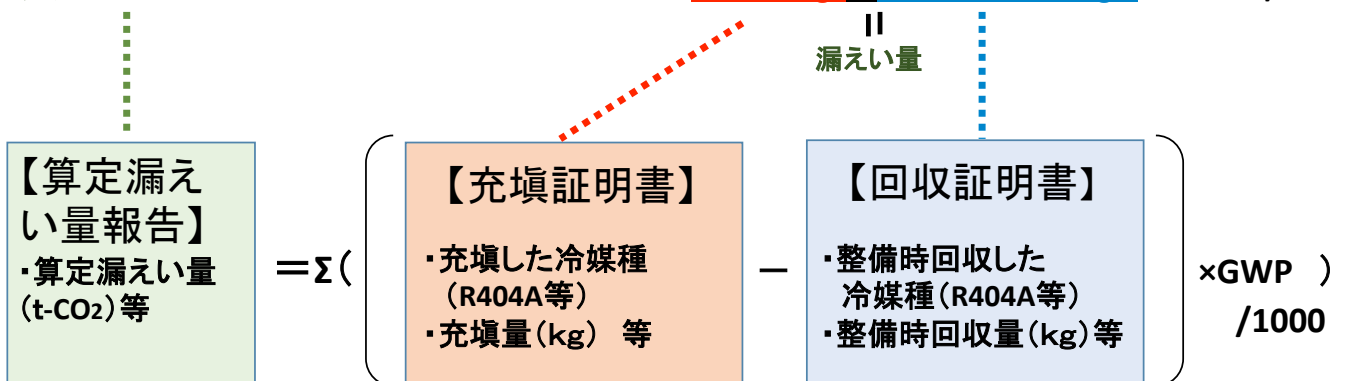 漏えい量
【算定漏え
い量報告】
・算定漏えい量
(t-CO2)等
=Σ(
【充填証明書】
・充填した冷媒種
(R404A等)
・充填量(kg) 等
−
【回収証明書】
・整備時回収した
冷媒種(R404A等)
・整備時回収量(kg)等
×GWP )
/1000